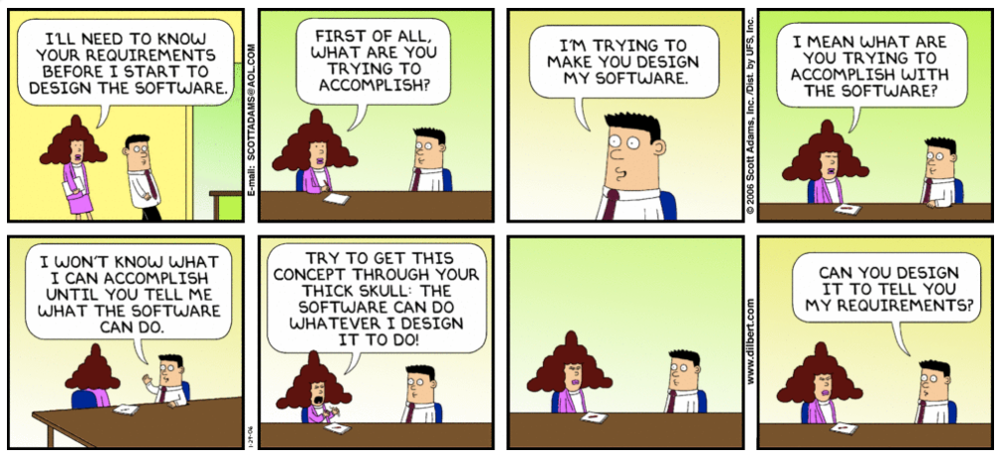 I'LL NEED TO KNOW
YOUR REQUIREMENTS
BEFORE I START TO
DESIGN THE SOFTWARE.
E-mail: SCOTTADAMS@AOL.COM
FIRST OF ALL,
WHAT ARE YOU
TRYING TO
ACCOMPLISH?
I'M TRYING TO
MAKE YOU DESIGN
MY SOFTWARE.
© 2006 Scott Adams, Inc. /Dist. by UFS, Inc.
I MEAN WHAT ARE
YOU TRYING TO
ACCOMPLISH WITH
THE SOFTWARE?
I WON'T KNOW WHAT
I CAN ACCOMPLISH
UNTIL YOU TELL ME
WHAT THE SOFTWARE
CAN DO.
1-29-06
TRY TO GET THIS
CONCEPT THROUGH YOUR
THICK SKULL: THE
SOFTWARE CAN DO
WHATEVER I DESIGN
IT TO DO!
www.dilbert.com
CAN YOU DESIGN
IT TO TELL YOU
MY REQUIREMENTS?